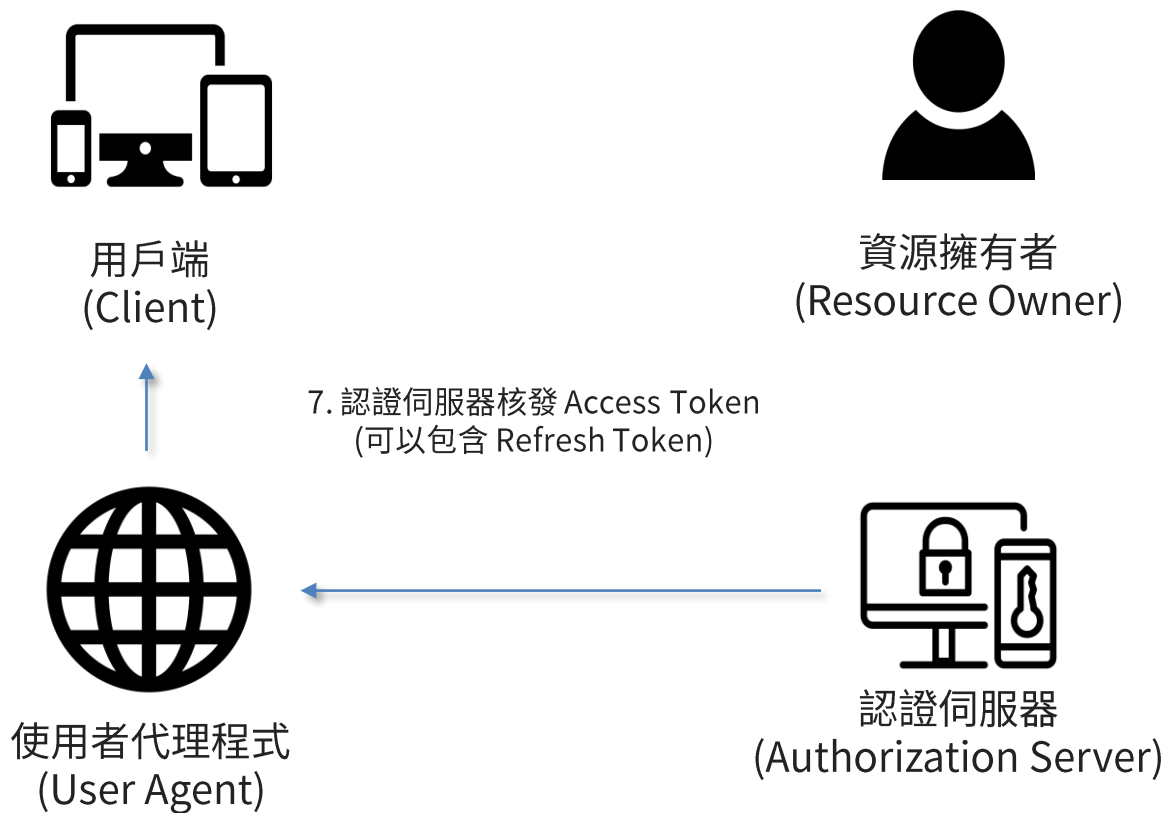 用戶端
(Client)
資源擁有者
(Resource Owner)
7. 認證伺服器核發 Access Token
(可以包含 Refresh Token)
使用者代理程式
(User Agent)
認證伺服器
(Authorization Server)